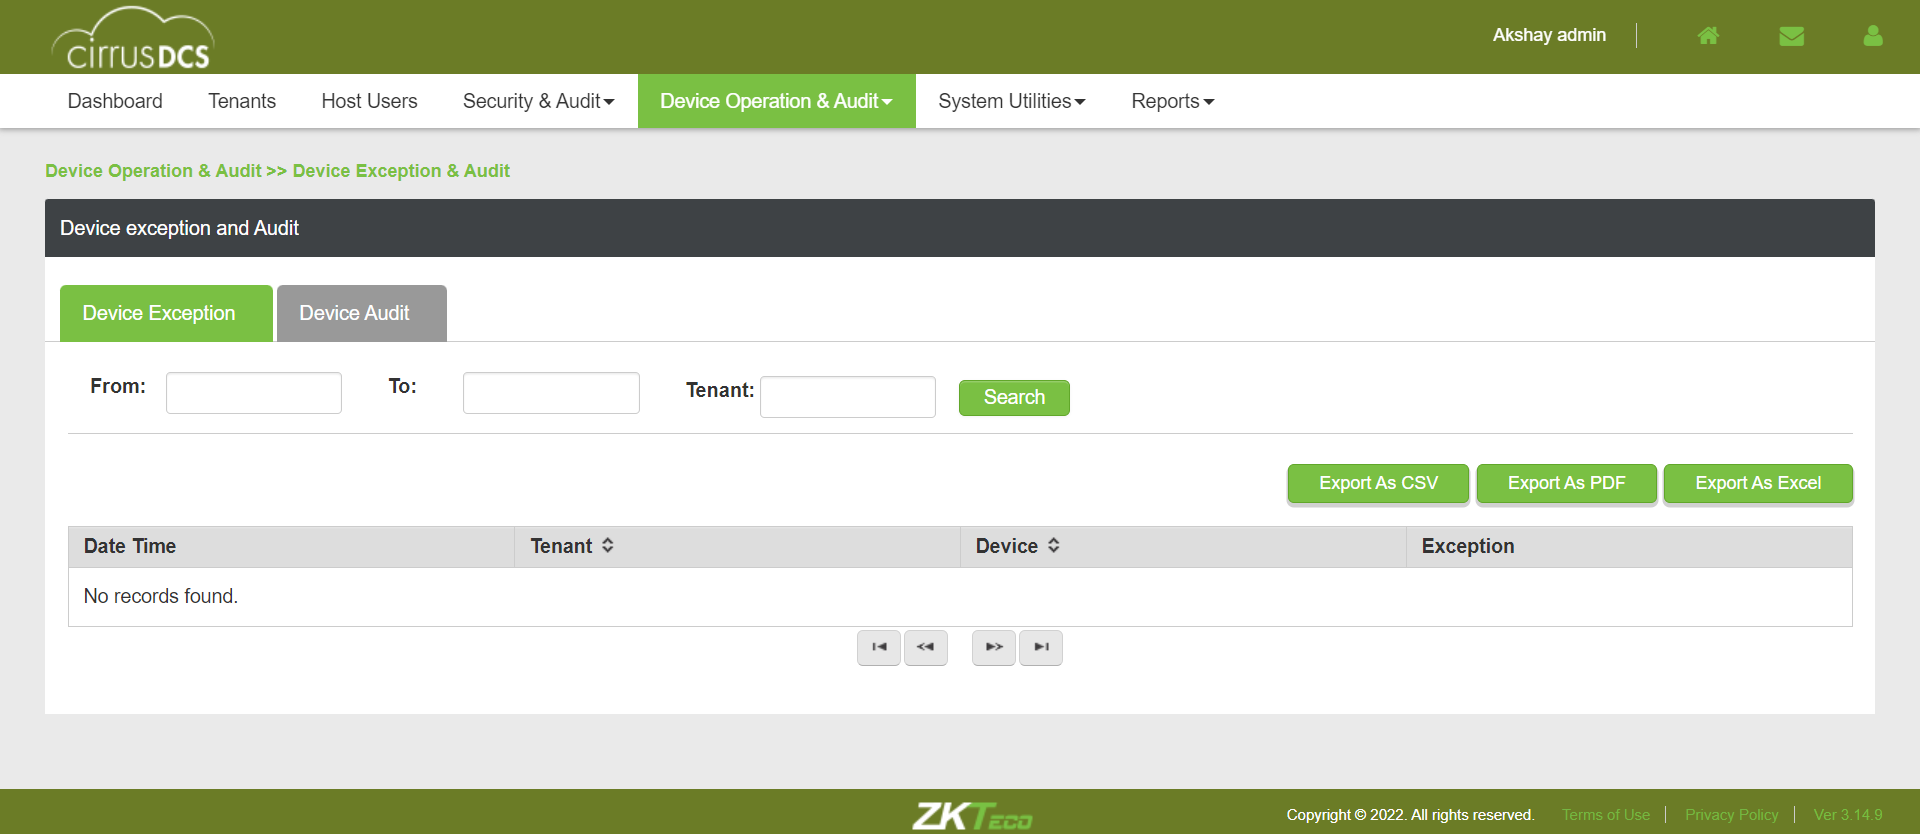 cirrusDCS
Akshay admin
Dashboard Tenants Host Users Security & Audit Device Operation & Audit System Utilities Reports
Device Operation & Audit >> Device Exception & Audit
Device exception and Audit
Device Exception Device Audit
From: To: Tenant: Search
Export As CSV Export As PDF Export As Excel
Date Time Tenant Device Exception
No records found.
ZKTeco Copyright © 2022. All rights reserved. Terms of Use Privacy Policy Ver 3.14.9